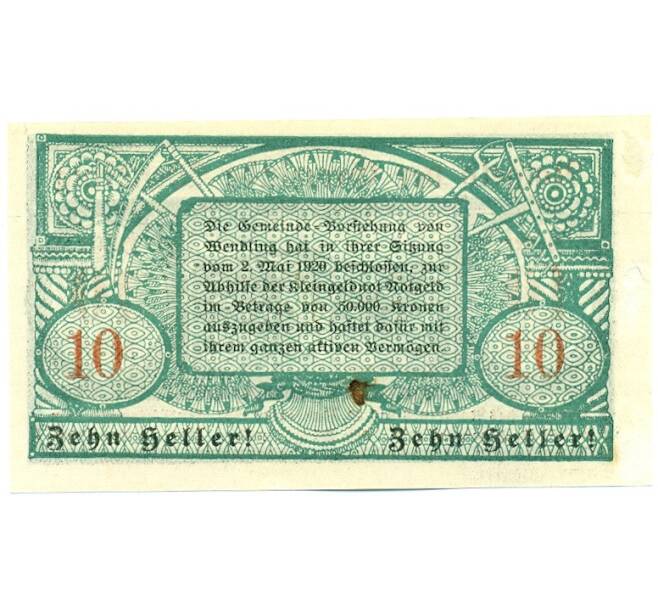 Die Gemeinde-Vorstehung von
Wendling hat in ihrer Sitzung
vom 2. Mai 1920 beschlossen, zur
Abhilfe der Kleingeldnot Notgeld
im Betrage von 50.000 Kronen
auszugeben und haftet dafür mit
ihrem ganzen aktiven Vermögen
10
10
Zehn Heller!
Zehn Heller!